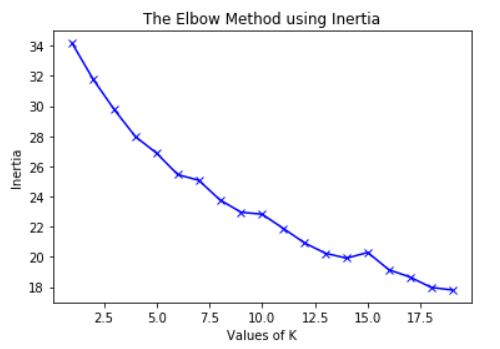 The Elbow Method using Inertia
34
32
30
28
26
24
22
20
18
Inertia
2.5 5.0 7.5 10.0 12.5 15.0 17.5
Values of K